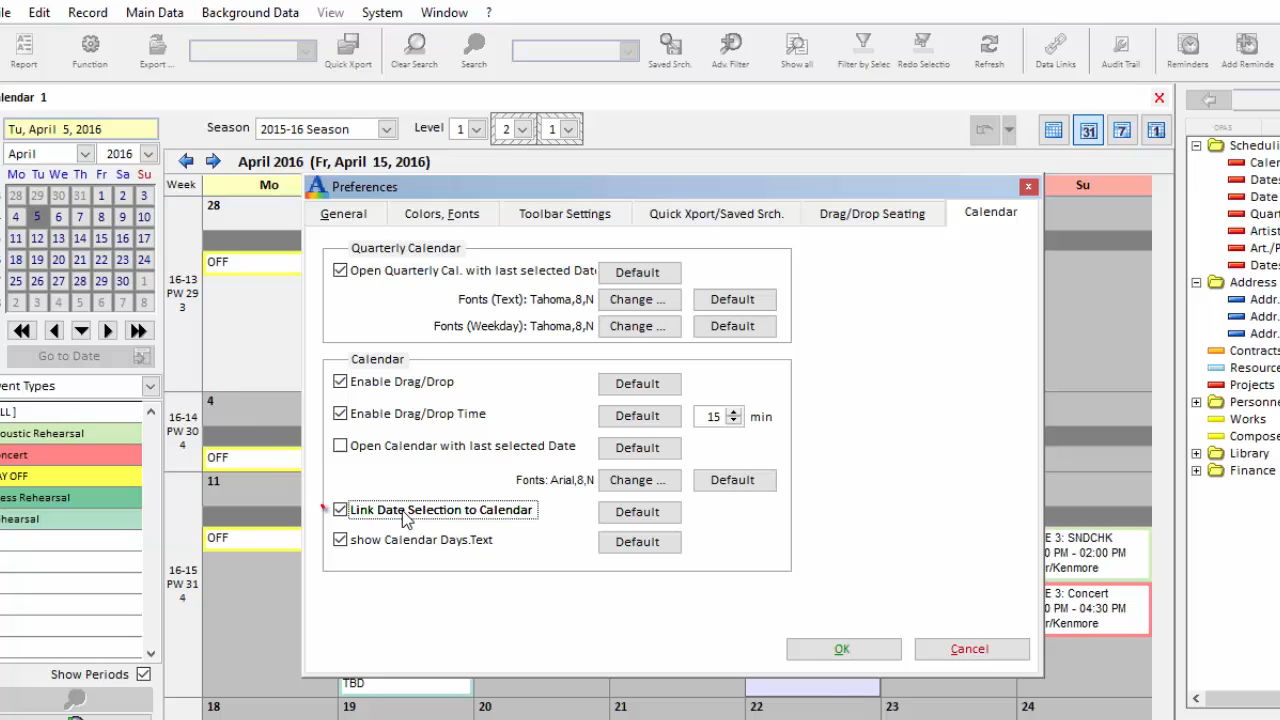 Edit Record Main Data Background Data View System Window ?
Report Function Export ... Quick Xport Clear Search Search Saved Srch. Adv. Filter Show all Filter by Selec Redo Selectio Refresh Data Links Audit Trail Reminders Add Reminde
alendar 1
Tu, April 5, 2016 Season 2015-16 Season Level 1 2 1 31 7 1
OPAS
April 2016
April 2016 (Fr, April 15, 2016)
Mo Tu We Th Fr Sa Su
28 29 30 31 1 2 3
4 5 6 7 8 9 10
11 12 13 14 15 16 17
18 19 20 21 22 23 24
25 26 27 28 29 30 1
2 3 4 5 6 7 8
Go to Date
vent Types
LL ]
coustic Rehearsal
oncert
AY OFF
ess Rehearsal
hearsal
Show Periods
Week Mo Su
28
OFF
16-13
PW 29
3
4
16-14
PW 30
4
OFF
11
OFF
16-15
PW 31
4
E 3: SNDCHK
0 PM - 02:00 PM
r/Kenmore
E 3: Concert
0 PM - 04:30 PM
r/Kenmore
TBD
18 19 20 21 22 23 24
Preferences
General Colors, Fonts Toolbar Settings Quick Xport/Saved Srch. Drag/Drop Seating Calendar
Quarterly Calendar
Open Quarterly Cal. with last selected Date Default
Fonts (Text): Tahoma,8,N Change ... Default
Fonts (Weekday): Tahoma,8,N Change ... Default
Calendar
Enable Drag/Drop Default
Enable Drag/Drop Time Default 15 min
Open Calendar with last selected Date Default
Fonts: Arial,8,N Change ... Default
Link Date Selection to Calendar Default
show Calendar Days.Text Default
OK Cancel
Scheduli
Caler
Dates
Date
Quar
Artis
Art./P
Dates
Address
Addr.
Addr.
Addr.
Contracts
Resource
Projects
Personne
Works
Compose
Library
Finance